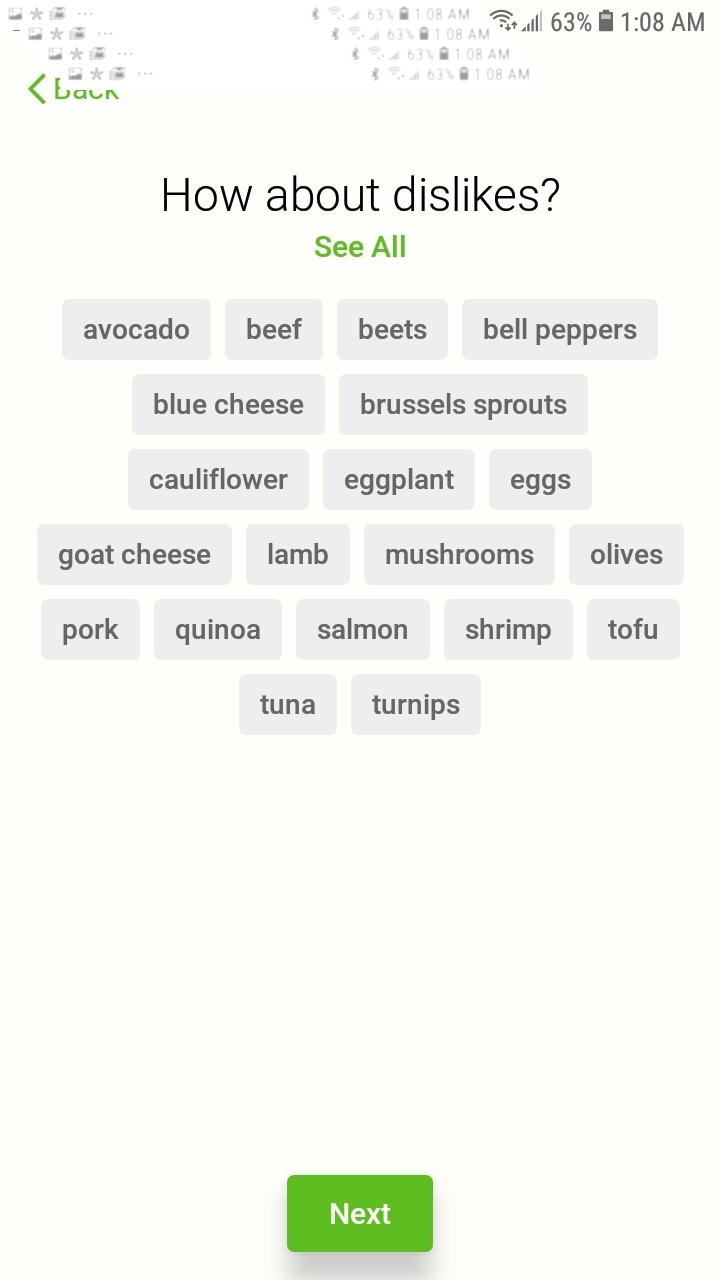 63% 1:08 AM
63% 1 08 AM
63% 1 08 AM
63% 1 08 AM
63% 1 08 AM
Back
How about dislikes?
See All
avocado beef beets bell peppers
blue cheese brussels sprouts
cauliflower eggplant eggs
goat cheese lamb mushrooms olives
pork quinoa salmon shrimp tofu
tuna turnips
Next